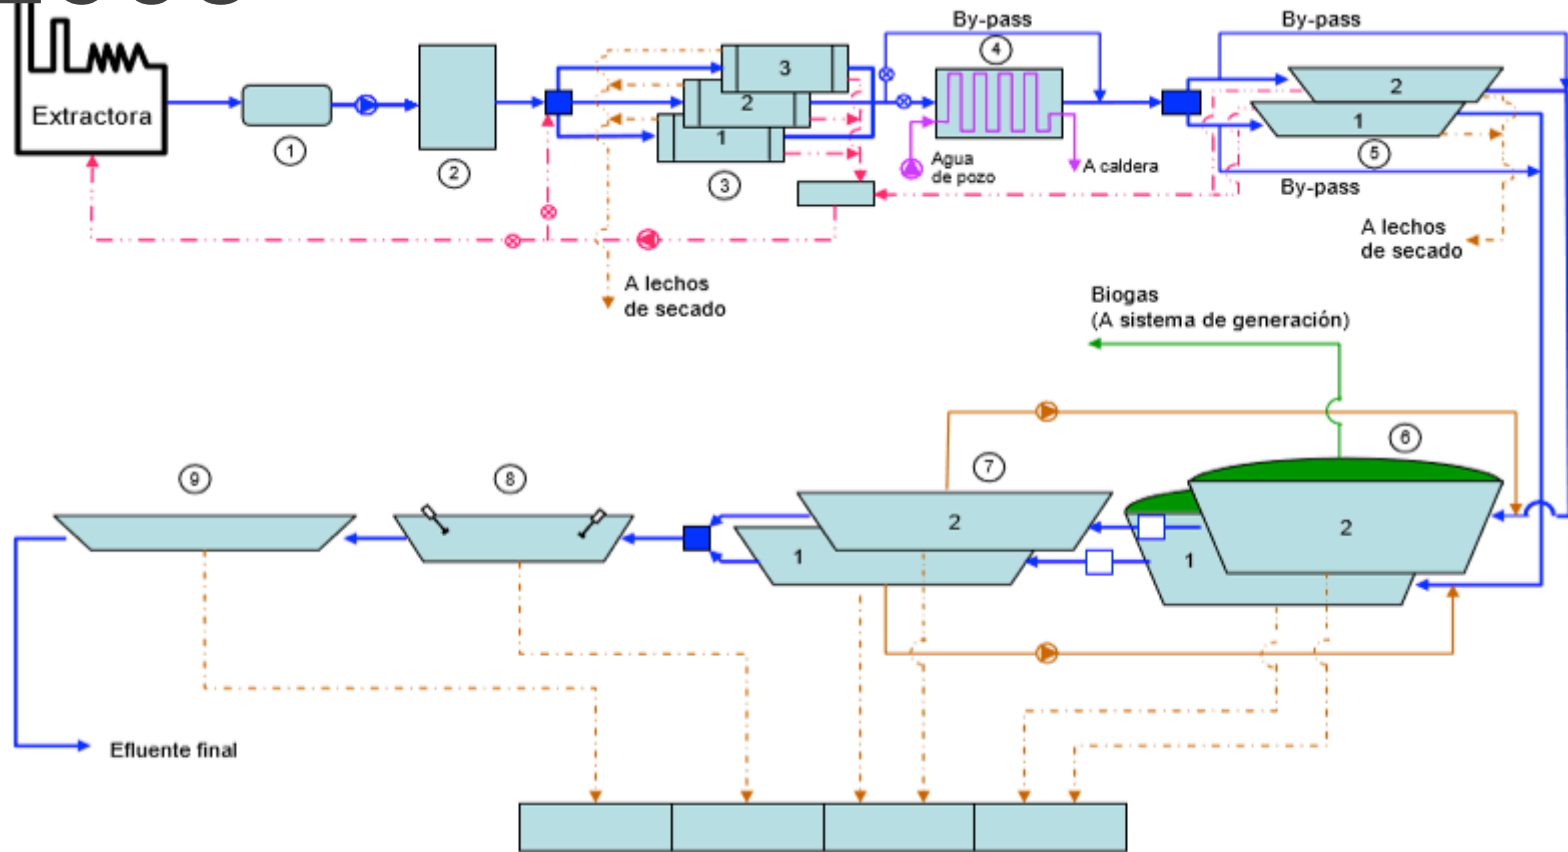 By-pass
By-pass
4
3
2
1
3
Extractora
1
2
Agua
de pozo
A caldera
2
1
5
By-pass
A lechos
de secado
A lechos
de secado
Biogas
(A sistema de generación)
6
7
8
9
2
1
2
1
Efluente final